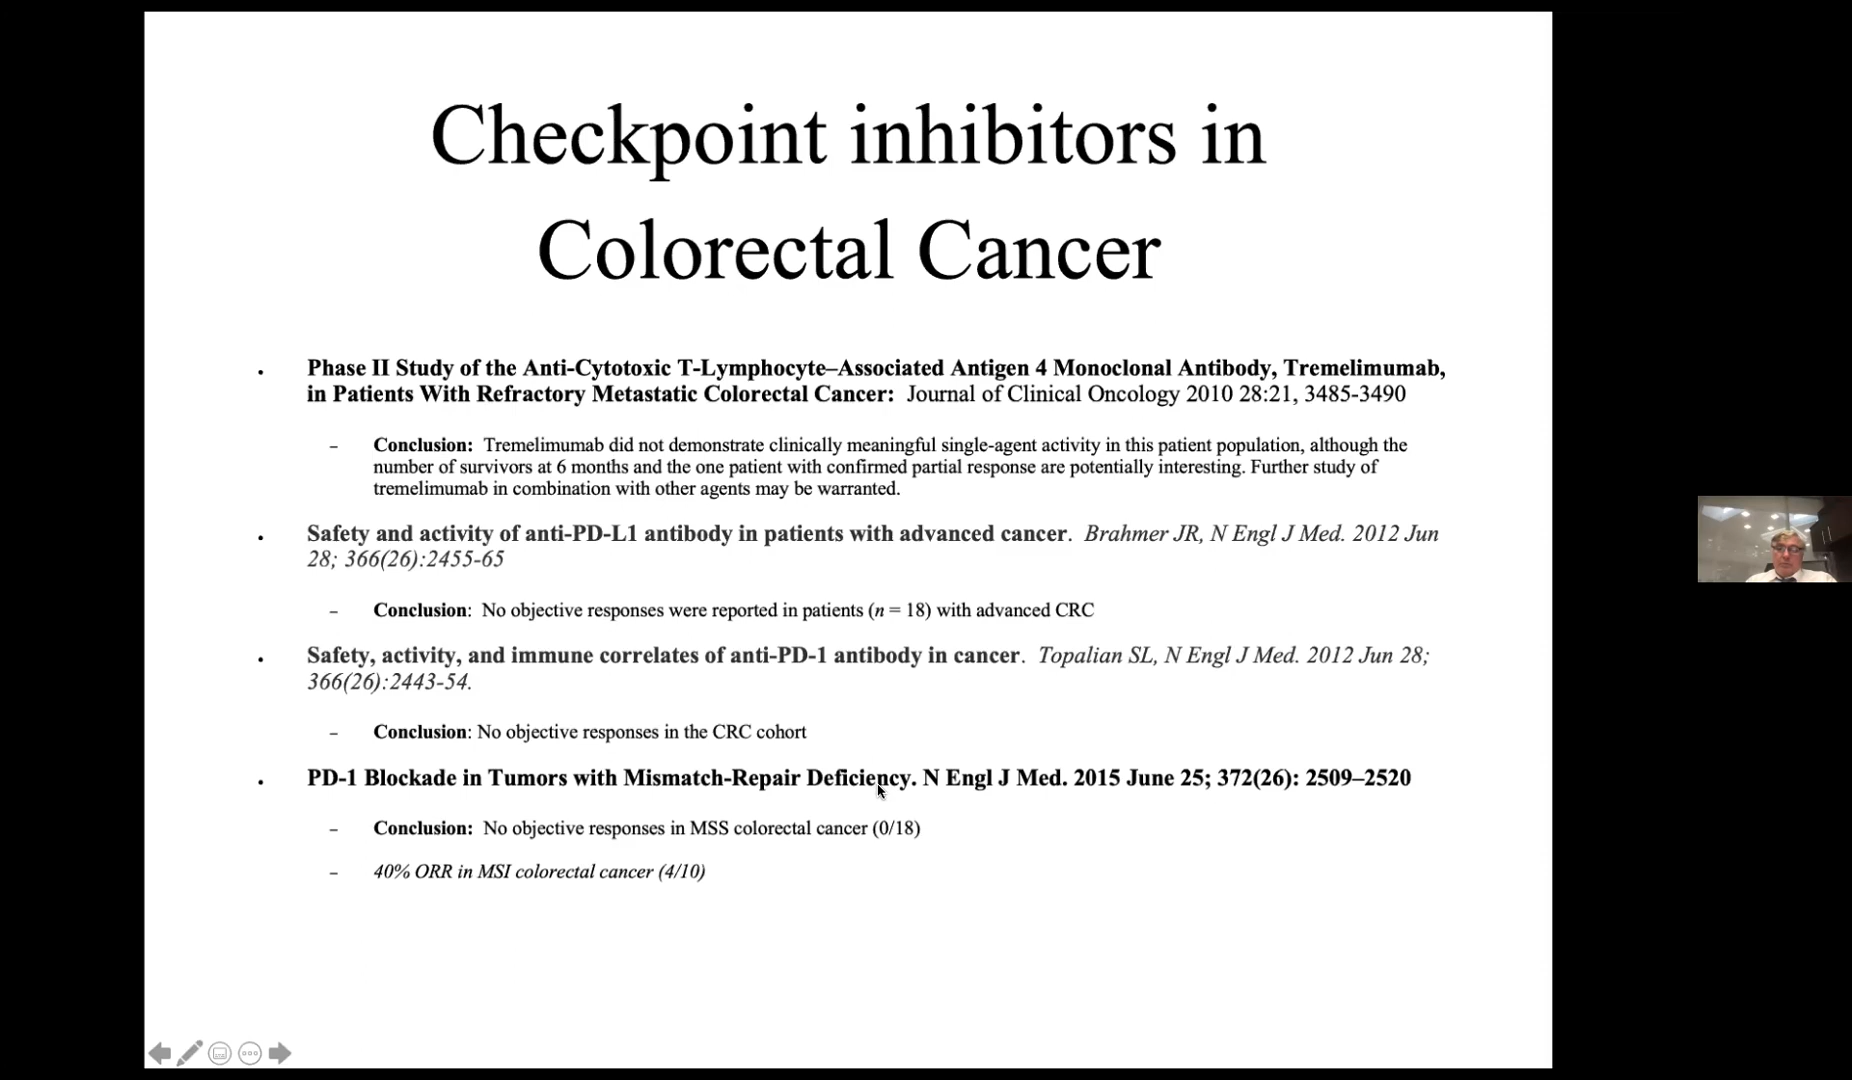 Checkpoint inhibitors in
Colorectal Cancer
• Phase II Study of the Anti-Cytotoxic T-Lymphocyte–Associated Antigen 4 Monoclonal Antibody, Tremelimumab,
in Patients With Refractory Metastatic Colorectal Cancer: Journal of Clinical Oncology 2010 28:21, 3485-3490
– Conclusion: Tremelimumab did not demonstrate clinically meaningful single-agent activity in this patient population, although the
number of survivors at 6 months and the one patient with confirmed partial response are potentially interesting. Further study of
tremelimumab in combination with other agents may be warranted.
• Safety and activity of anti-PD-L1 antibody in patients with advanced cancer. Brahmer JR, N Engl J Med. 2012 Jun
28; 366(26):2455-65
– Conclusion: No objective responses were reported in patients (n = 18) with advanced CRC
• Safety, activity, and immune correlates of anti-PD-1 antibody in cancer. Topalian SL, N Engl J Med. 2012 Jun 28;
366(26):2443-54.
– Conclusion: No objective responses in the CRC cohort
• PD-1 Blockade in Tumors with Mismatch-Repair Deficiency. N Engl J Med. 2015 June 25; 372(26): 2509–2520
– Conclusion: No objective responses in MSS colorectal cancer (0/18)
– 40% ORR in MSI colorectal cancer (4/10)